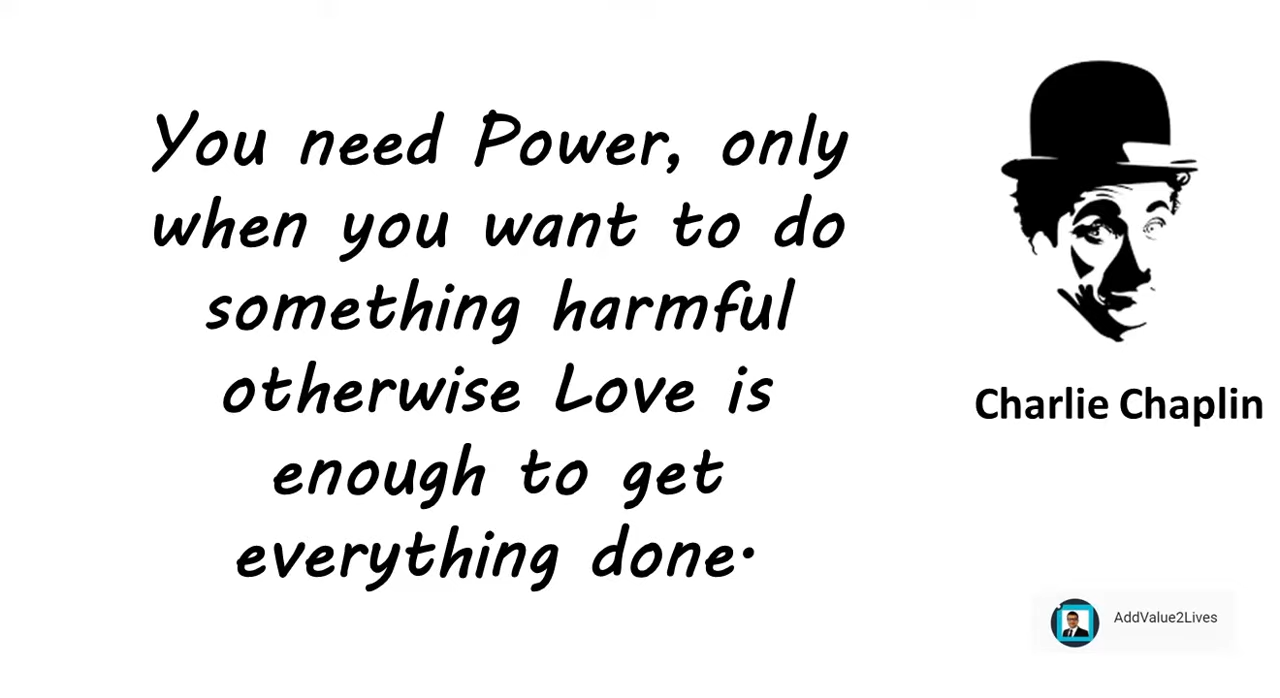 You need Power, only
when you want to do
something harmful
otherwise Love is
enough to get
everything done.
Charlie Chaplin
AddValue2Lives